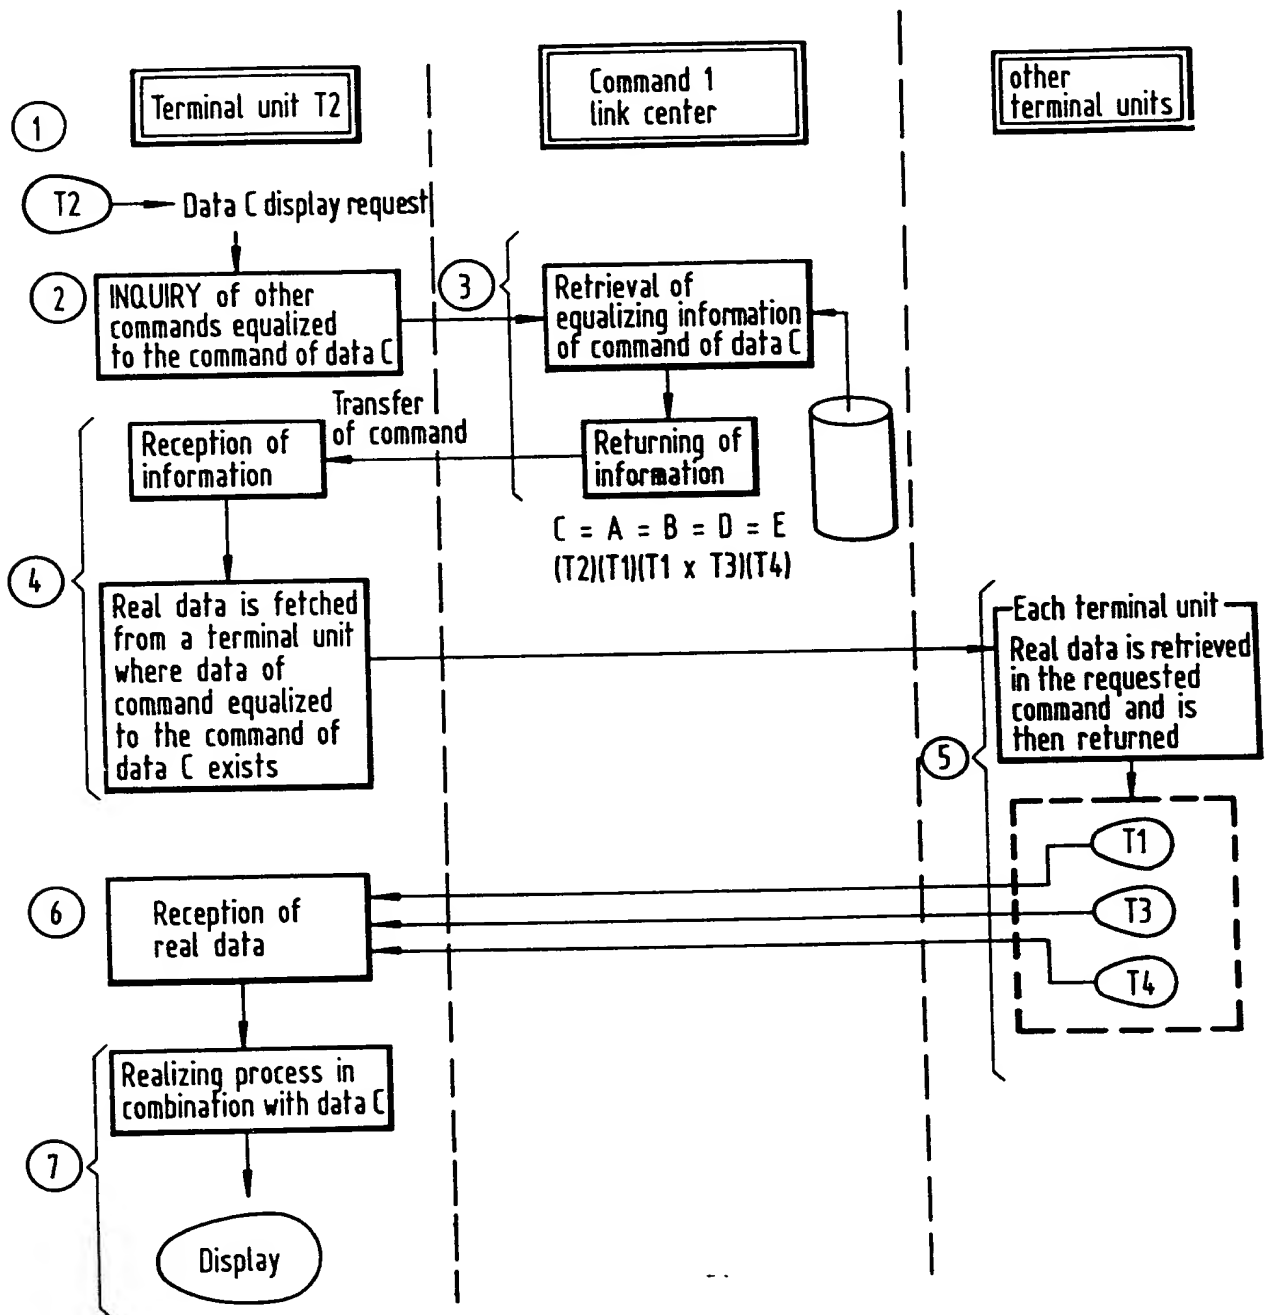 1
Terminal unit T2
Command 1
link center
other
terminal units
T2
Data C display request
2
INQUIRY of other
commands equalized
to the command of data C
3
Retrieval of
equalizing information
of command of data C
Transfer
of command
4
Reception of
information
Returning of
information
C = A = B = D = E
(T2)(T1)(T1 x T3)(T4)
Real data is fetched
from a terminal unit
where data of
command equalized
to the command of
data C exists
5
Each terminal unit
Real data is retrieved
in the requested
command and is
then returned
T1
T3
T4
6
Reception of
real data
7
Realizing process in
combination with data C
Display